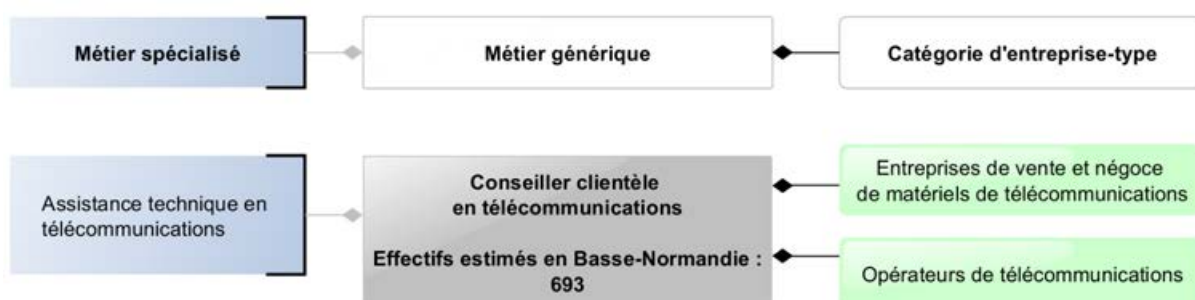 Métier spécialisé
Métier générique
Catégorie d'entreprise-type
Assistance technique en
télécommunications
Conseiller clientèle
en télécommunications
Effectifs estimés en Basse-Normandie :
693
Entreprises de vente et négoce
de matériels de télécommunications
Opérateurs de télécommunications